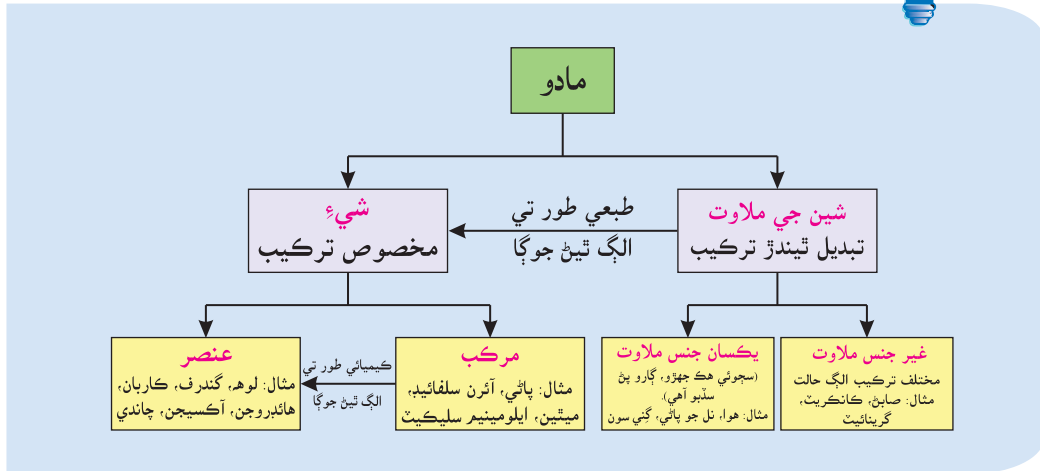 مادو
شين جي ملاوت
تبديل ٿيندڙ ترڪيب
طبعي طور تي
الڳ ٿيڻ جوڳا
شيءِ
مخصوص ترڪيب
غير جنس ملاوت
مختلف ترڪيب الڳ حالت
مثال: صابڻ، ڪانڪريٽ،
گرينائيٽ
يڪسان جنس ملاوت
(سڄوئي هڪ جهڙو، ڳارو پڻ
سڏبو آهي).
مثال: هوا، نل جو پاڻي، گِني سون
مرڪب
مثال: پاڻي، آئرن سلفائيڊ،
ميٿين، ايلومينيم سليڪيٽ
ڪيميائي طور تي
الڳ ٿيڻ جوڳا
عنصر
مثال: لوهه، گندرف، ڪاربان،
هائڊروجن، آڪسيجن، چاندي